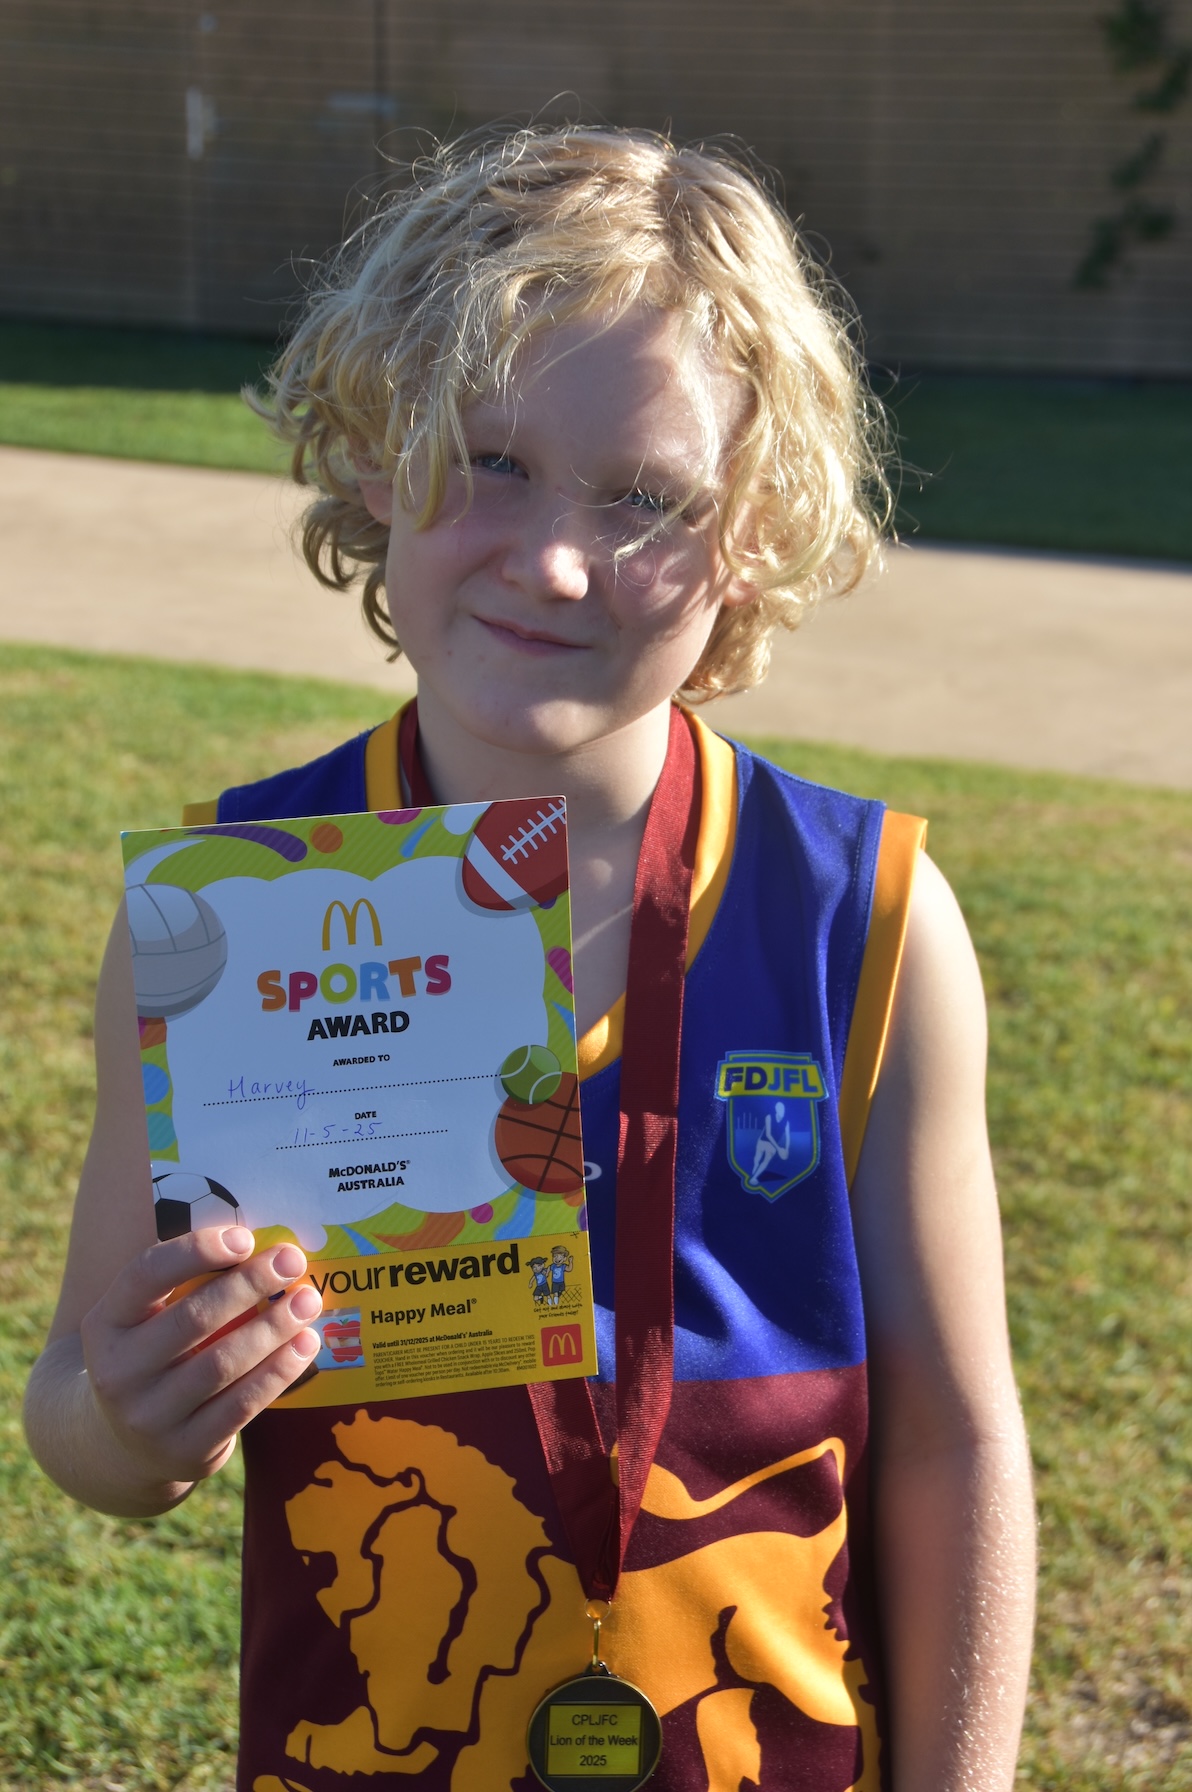 SPORTS
AWARD
AWARDED TO
Harvey
DATE
11-5-25
McDONALD'S®
AUSTRALIA
your reward
Happy Meal®
Valid until 31/12/2025 at McDonald's® Australia
FDJFL
CPLJFC
Lion of the Week
2025